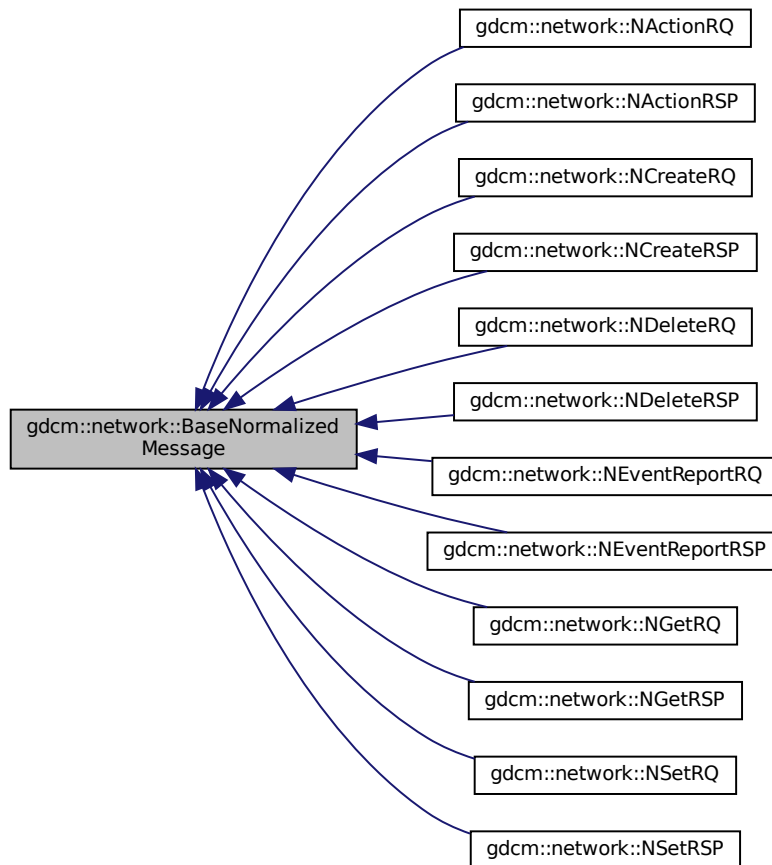 gdcm::network::NActionRQ
gdcm::network::NActionRSP
gdcm::network::NCreateRQ
gdcm::network::NCreateRSP
gdcm::network::NDeleteRQ
gdcm::network::NDeleteRSP
gdcm::network::BaseNormalized
Message
gdcm::network::NEventReportRQ
gdcm::network::NEventReportRSP
gdcm::network::NGetRQ
gdcm::network::NGetRSP
gdcm::network::NSetRQ
gdcm::network::NSetRSP